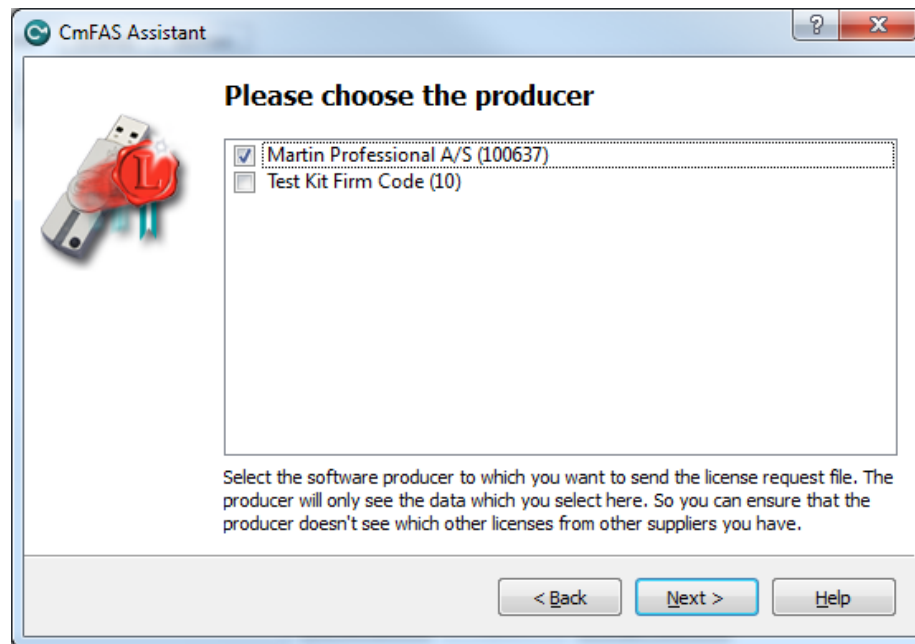 CmFAS Assistant
Please choose the producer
Martin Professional A/S (100637)
Test Kit Firm Code (10)
Select the software producer to which you want to send the license request file. The
producer will only see the data which you select here. So you can ensure that the
producer doesn't see which other licenses from other suppliers you have.
< Back
Next >
Help